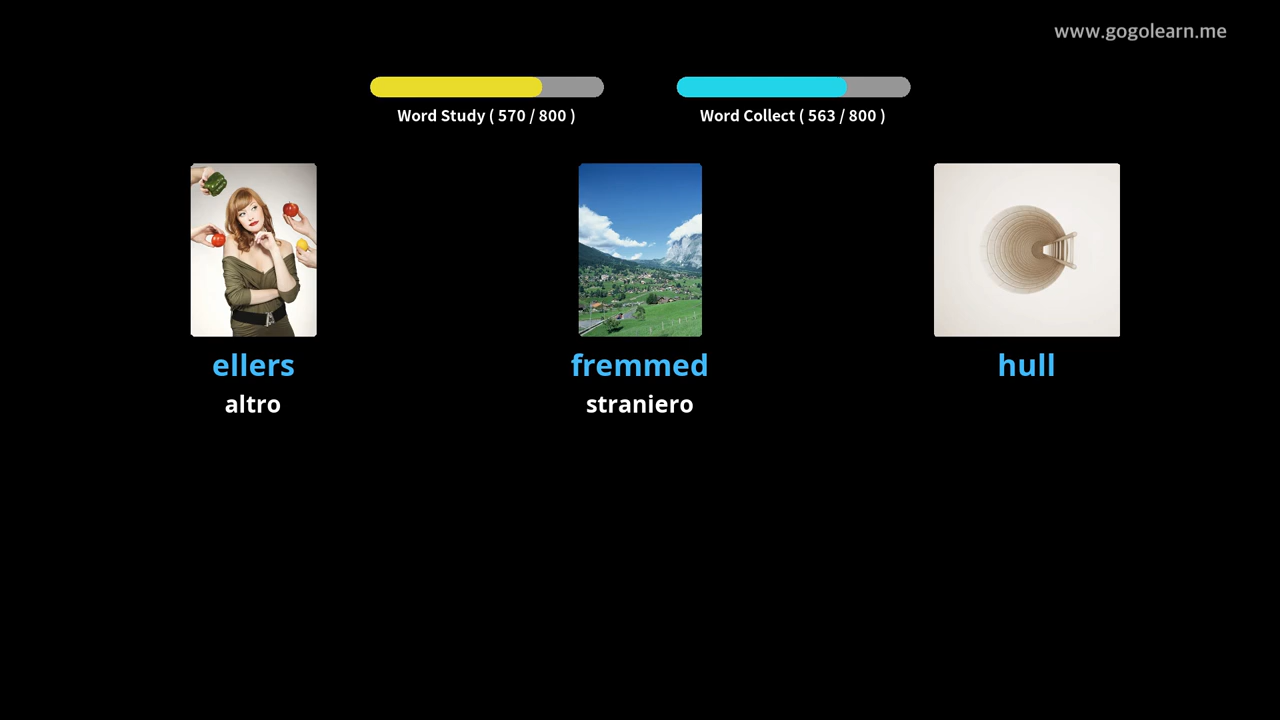 www.gogolearn.me
Word Study ( 570 / 800 )
Word Collect ( 563 / 800 )
ellers
fremmed
hull
altro
straniero